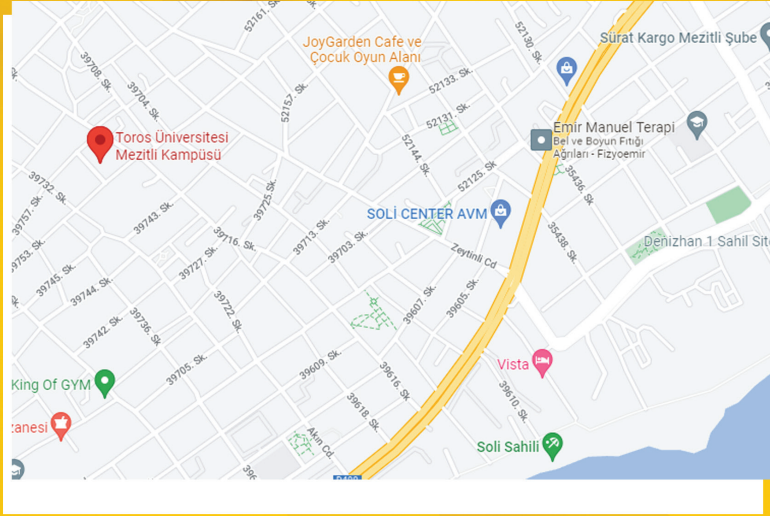 52161. Sk.
52130. Sk.
Sürat Kargo Mezitli Şube
JoyGarden Cafe ve
Çocuk Oyun Alanı
39708. Sk.
39704. Sk.
52133. Sk.
52157. Sk.
52131. Sk.
Toros Üniversitesi
Mezitli Kampüsü
Emir Manuel Terapi
Bel ve Boyun Fıtığı
Ağrıları - Fizyoemir
52144. Sk.
52125. Sk.
35436. Sk.
39732. Sk.
39725. Sk.
39757. Sk.
39743. Sk.
SOLİ CENTER AVM
39716. Sk.
39713. Sk.
39703. Sk.
35438. Sk.
Denizhan 1 Sahil Sit
Zeytinli Cd
39753. Sk.
39727. Sk.
39745. Sk.
39744. Sk.
39722. Sk.
39607. Sk.
39605. Sk.
39742. Sk.
39736. Sk.
39705. Sk.
39609. Sk.
39616. Sk.
Vista
King Of GYM
39618. Sk.
39610. Sk.
zanesi
Akın Cd.
Soli Sahili